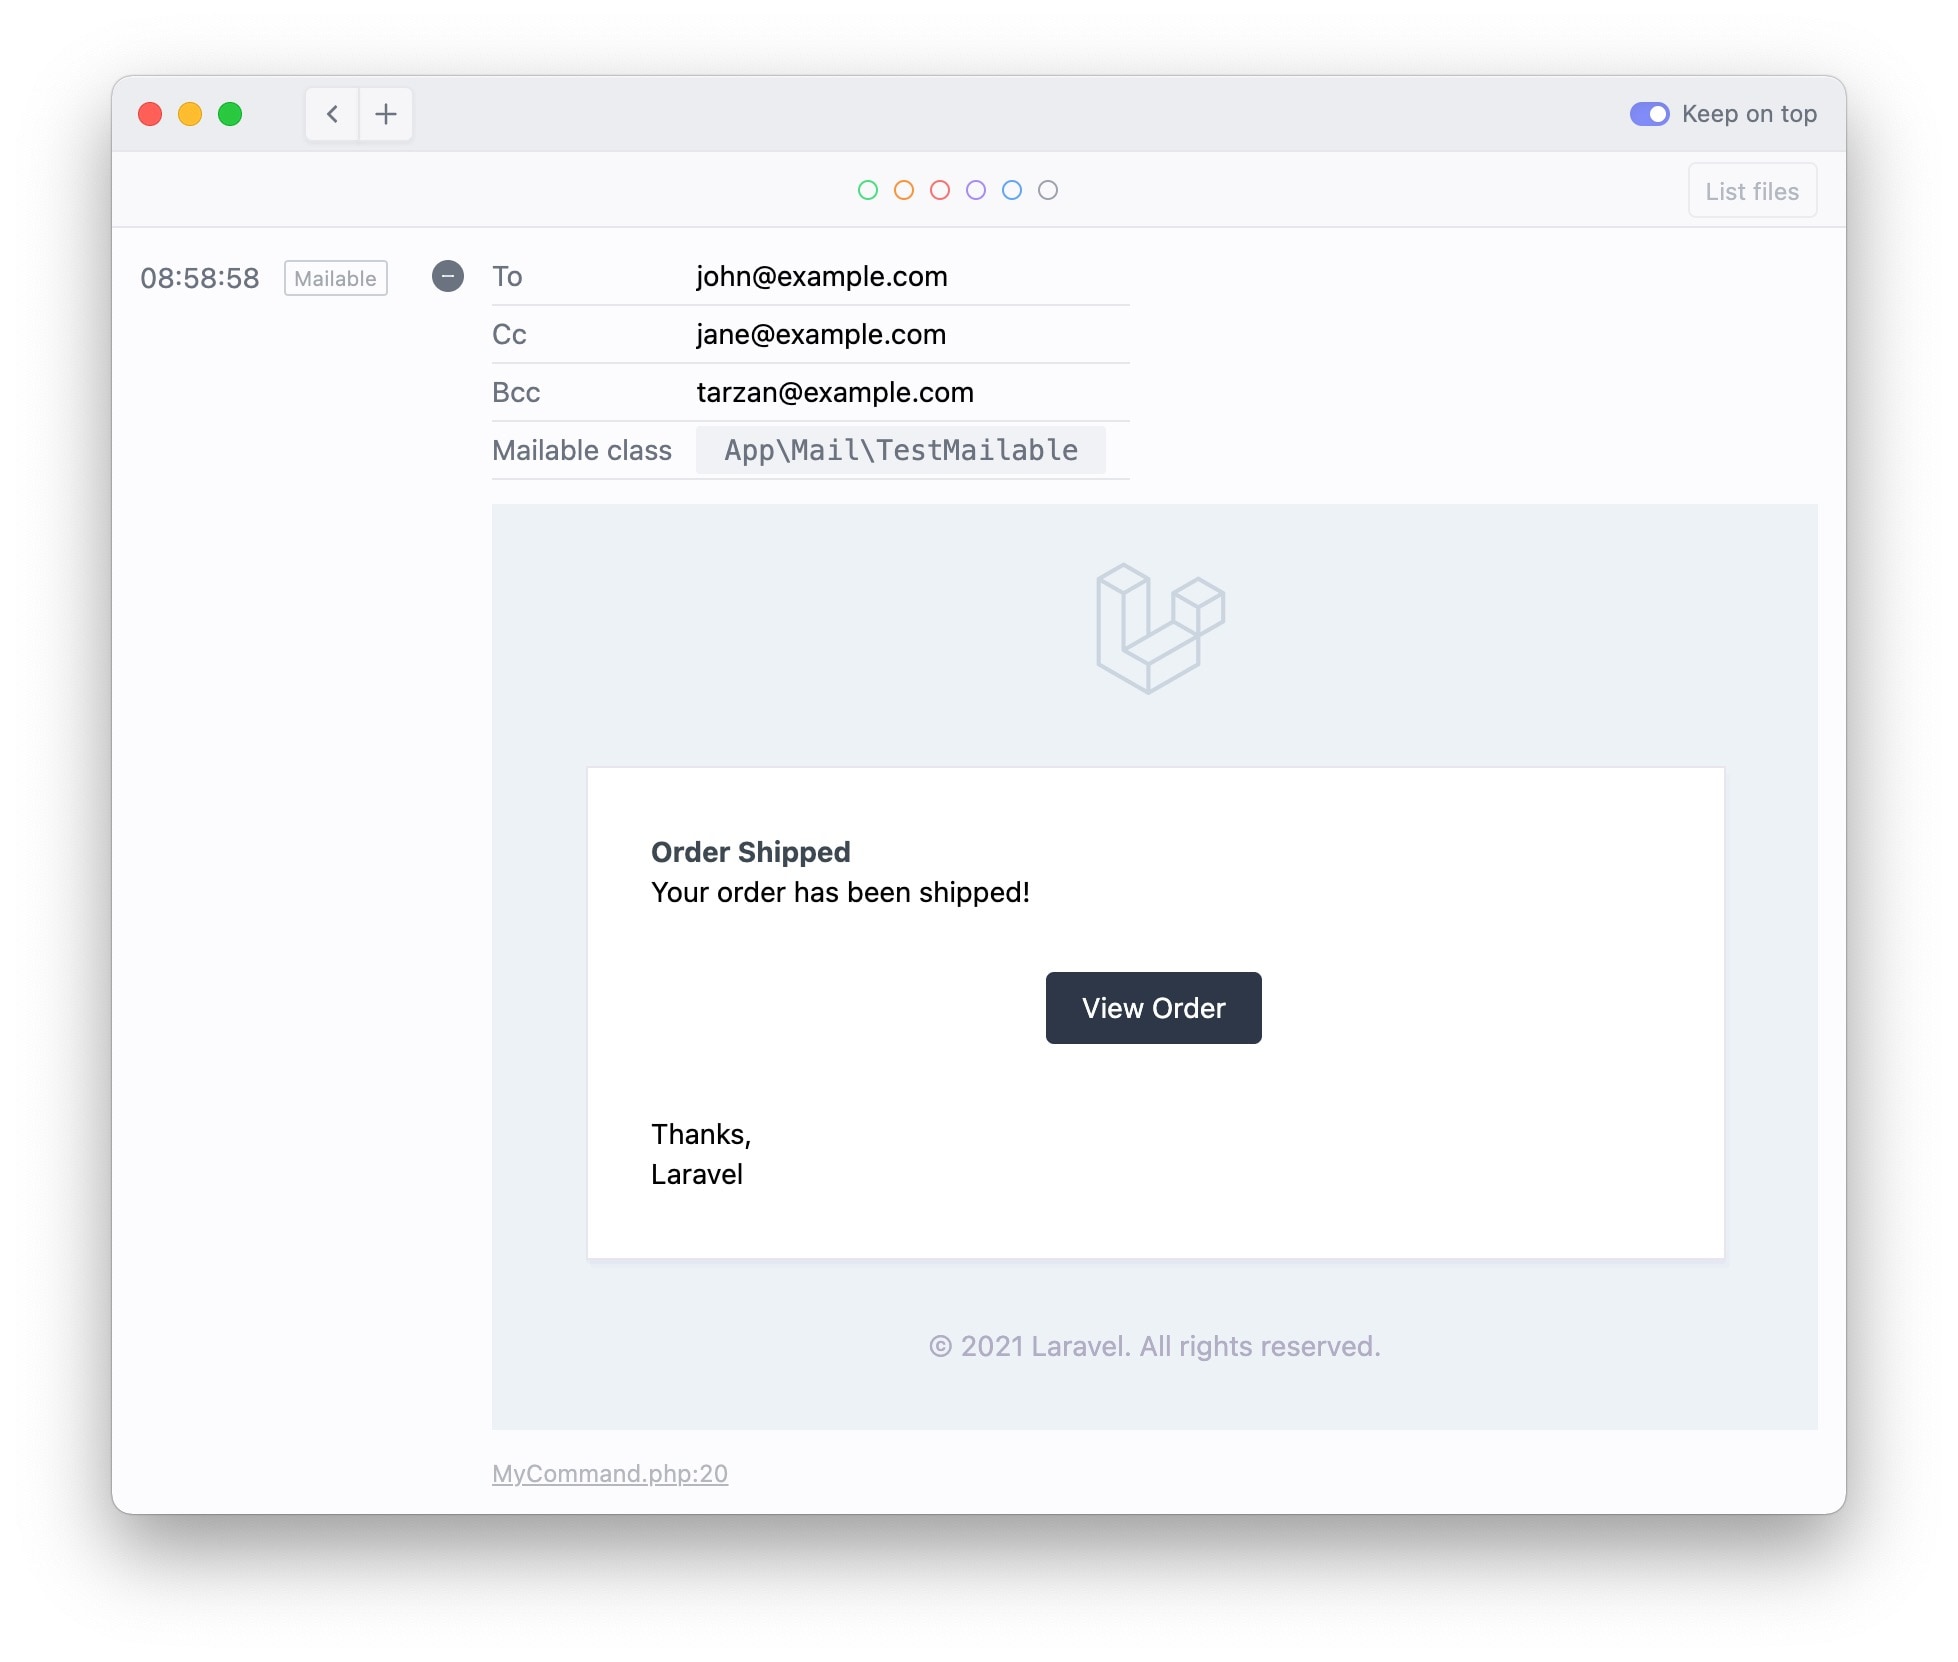 Keep on top
List files
08:58:58 Mailable To john@example.com
Cc jane@example.com
Bcc tarzan@example.com
Mailable class App\Mail\TestMailable
Order Shipped
Your order has been shipped!
View Order
Thanks,
Laravel
© 2021 Laravel. All rights reserved.
MyCommand.php:20